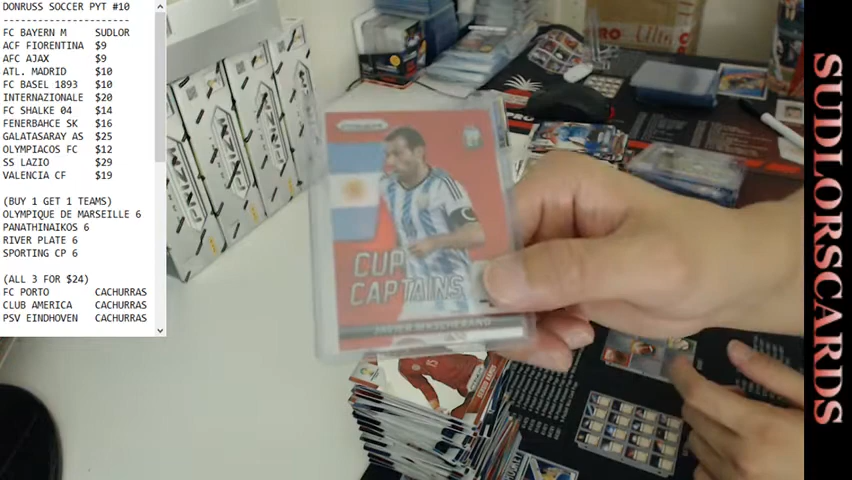 DONRUSS SOCCER PYT #10
--------------------
FC BAYERN M SUDLOR
ACF FIORENTINA $9
AFC AJAX $9
ATL. MADRID $10
FC BASEL 1893 $10
INTERNAZIONALE $20
FC SHALKE 04 $14
FENERBAHCE SK $16
GALATASARAY AS $25
OLYMPIACOS FC $12
SS LAZIO $29
VALENCIA CF $19
(BUY 1 GET 1 TEAMS)
OLYMPIQUE DE MARSEILLE 6
PANATHINAIKOS 6
RIVER PLATE 6
SPORTING CP 6
(ALL 3 FOR $24)
FC PORTO CACHURRAS
CLUB AMERICA CACHURRAS
PSV EINDHOVEN CACHURRAS
PRIZM
CUP
CAPTAINS
JAVIER MASCHERANO
PRIZM
PRIZM
PRIZM
SUDLORSCARDS